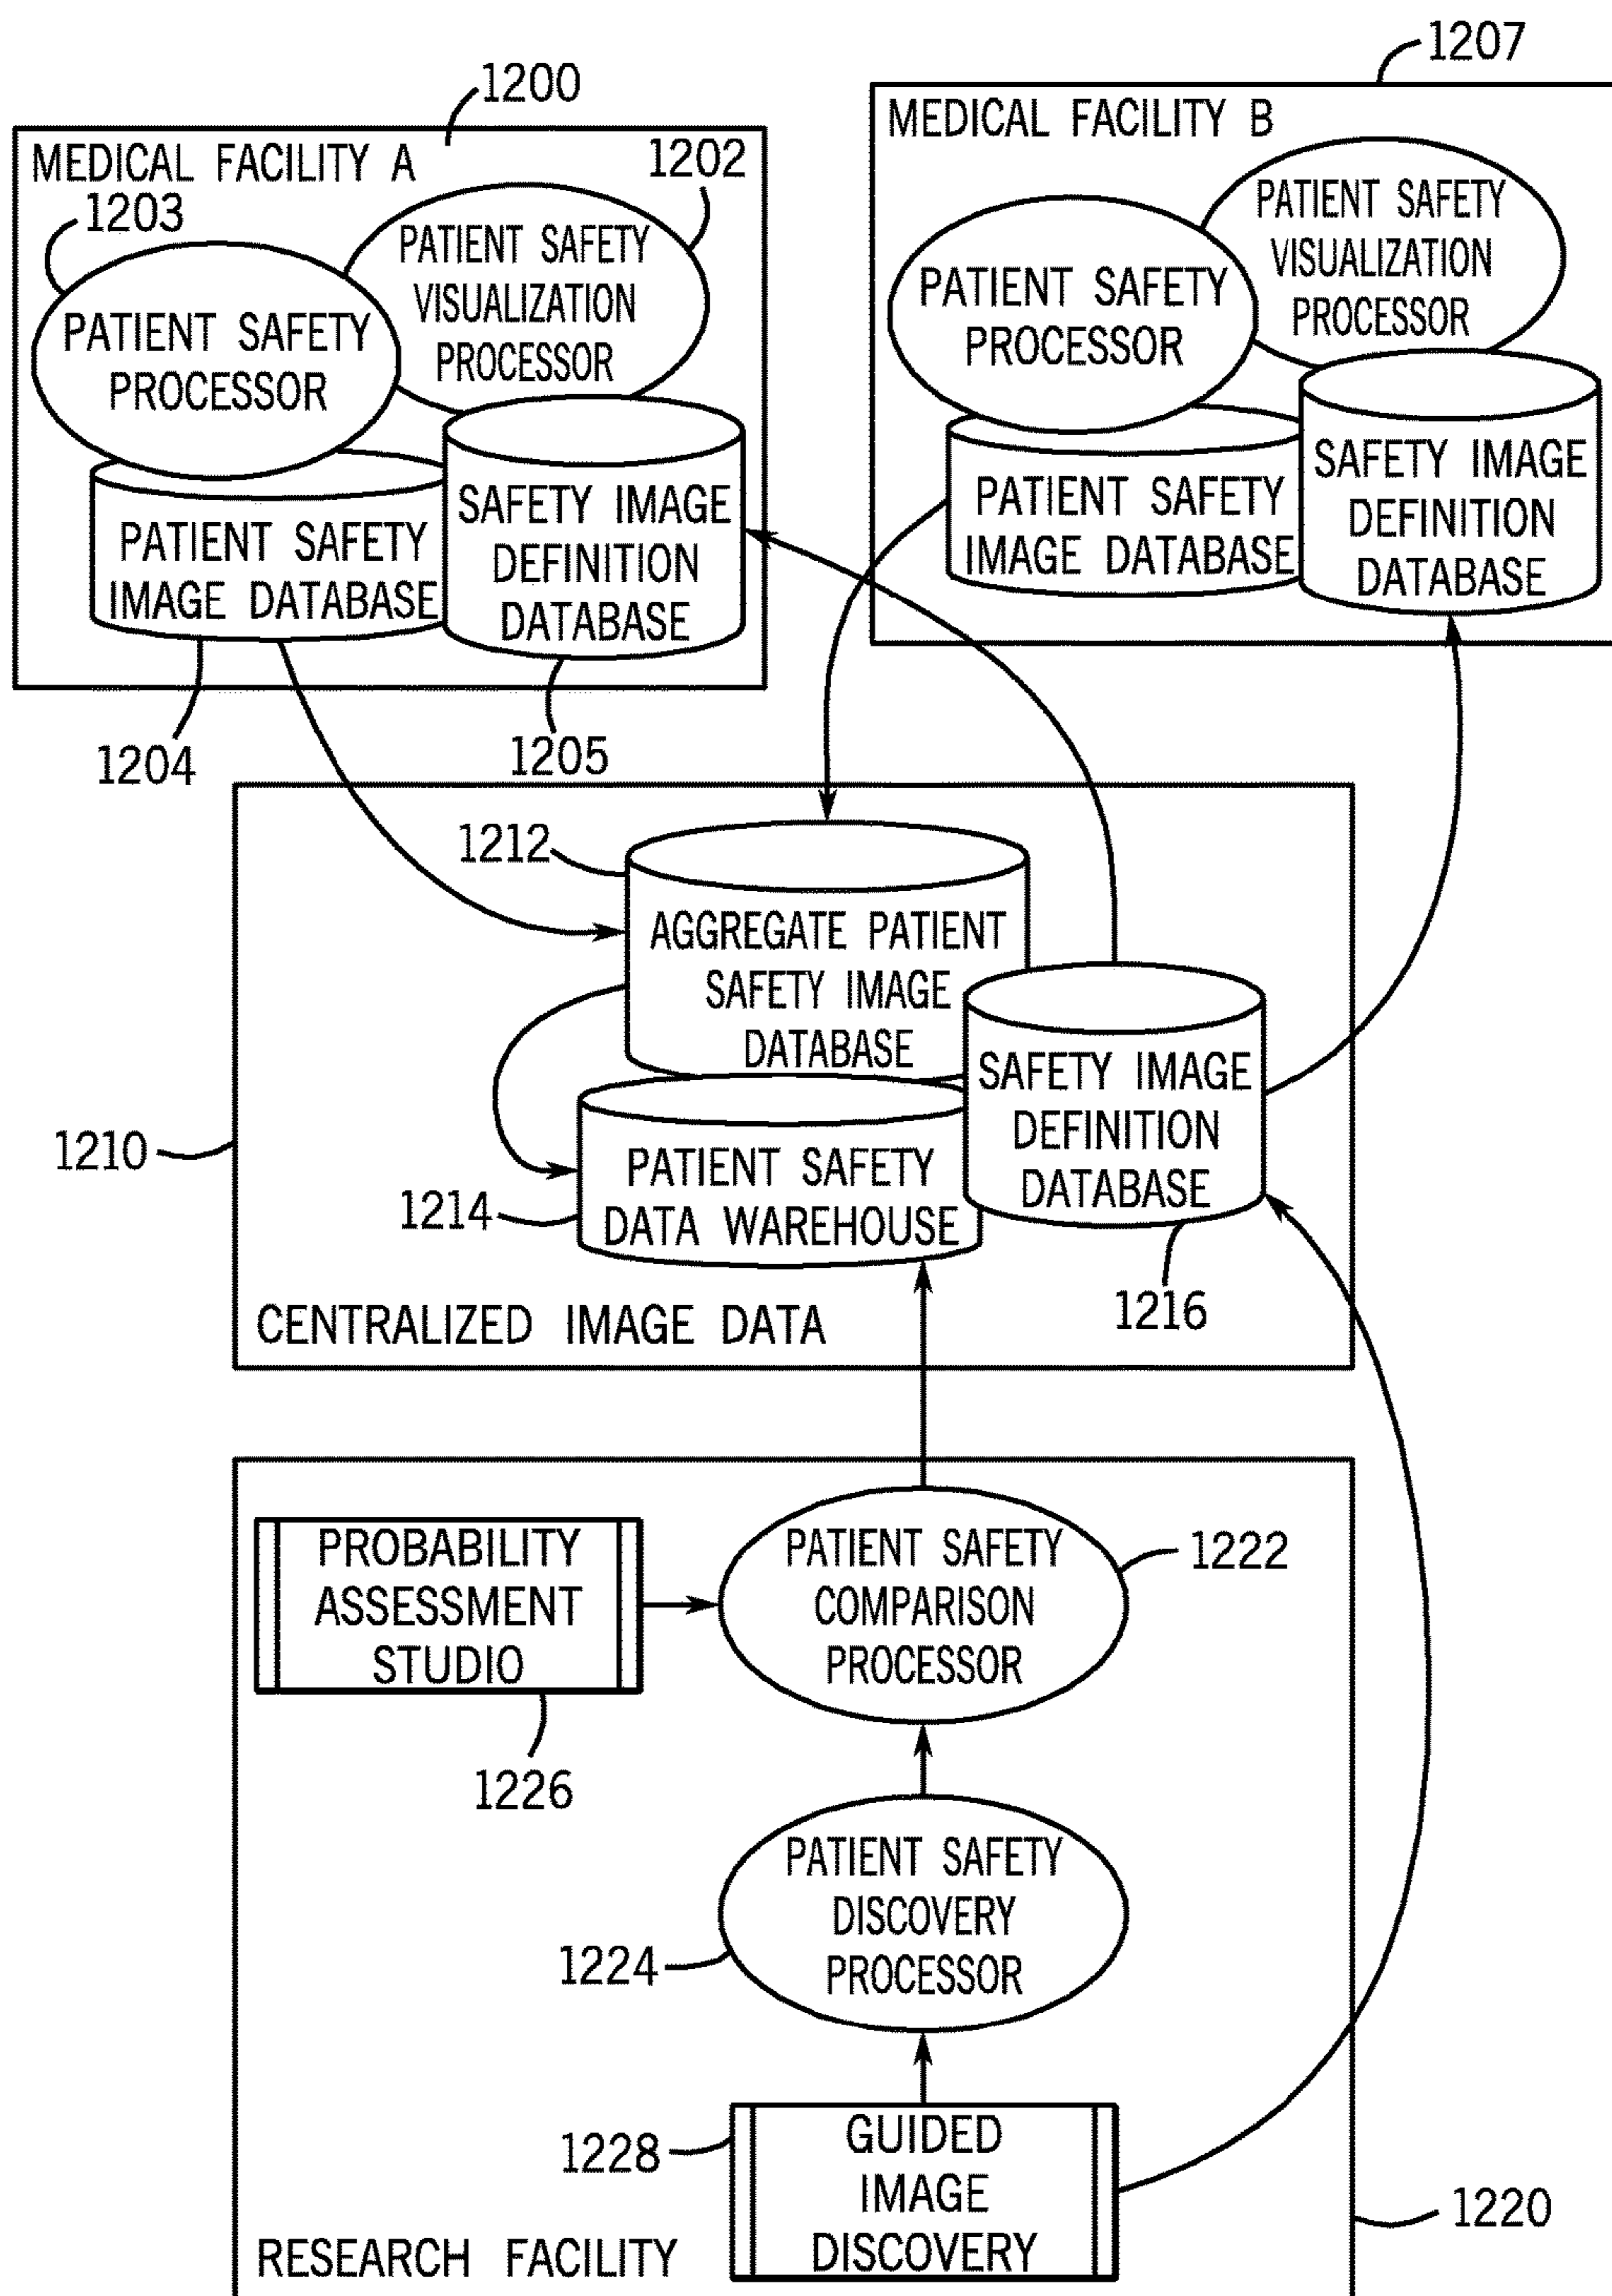 1207
1200
MEDICAL FACILITY B
MEDICAL FACILITY A
1202
1203
PATIENT SAFETY
VISUALIZATION
PROCESSOR
PATIENT SAFETY
PROCESSOR
PATIENT SAFETY
IMAGE DATABASE
SAFETY IMAGE
DEFINITION
DATABASE
1204
1205
PATIENT SAFETY
VISUALIZATION
PROCESSOR
PATIENT SAFETY
PROCESSOR
PATIENT SAFETY
IMAGE DATABASE
SAFETY IMAGE
DEFINITION
DATABASE
1212
AGGREGATE PATIENT
SAFETY IMAGE
DATABASE
SAFETY IMAGE
DEFINITION
DATABASE
1210
PATIENT SAFETY
DATA WAREHOUSE
1214
1216
CENTRALIZED IMAGE DATA
PROBABILITY
ASSESSMENT
STUDIO
PATIENT SAFETY
COMPARISON
PROCESSOR
1222
1226
PATIENT SAFETY
DISCOVERY
PROCESSOR
1224
GUIDED
IMAGE
DISCOVERY
1228
1220
RESEARCH FACILITY